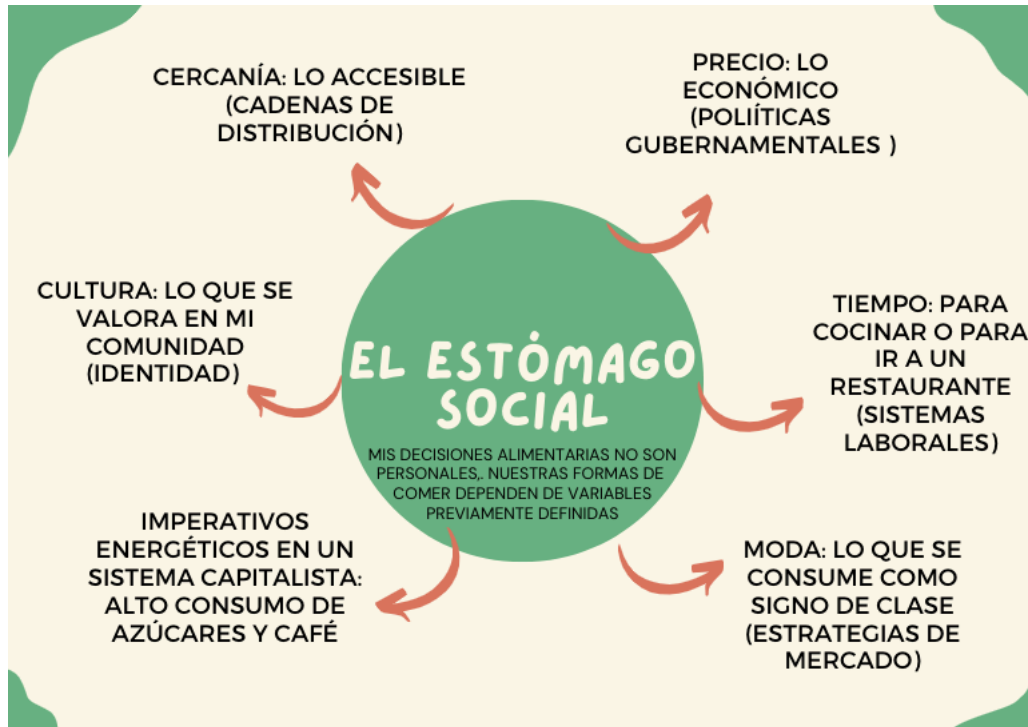 CERCANÍA: LO ACCESIBLE
(CADENAS DE
DISTRIBUCIÓN)
PRECIO: LO
ECONÓMICO
(POLIÍTICAS
GUBERNAMENTALES )
CULTURA: LO QUE SE
VALORA EN MI
COMUNIDAD
(IDENTIDAD)
TIEMPO: PARA
COCINAR O PARA
IR A UN
RESTAURANTE
(SISTEMAS
LABORALES)
EL ESTÓMAGO
SOCIAL
MIS DECISIONES ALIMENTARIAS NO SON
PERSONALES,. NUESTRAS FORMAS DE
COMER DEPENDEN DE VARIABLES
PREVIAMENTE DEFINIDAS
IMPERATIVOS
ENERGÉTICOS EN UN
SISTEMA CAPITALISTA:
ALTO CONSUMO DE
AZÚCARES Y CAFÉ
MODA: LO QUE SE
CONSUME COMO
SIGNO DE CLASE
(ESTRATEGIAS DE
MERCADO)